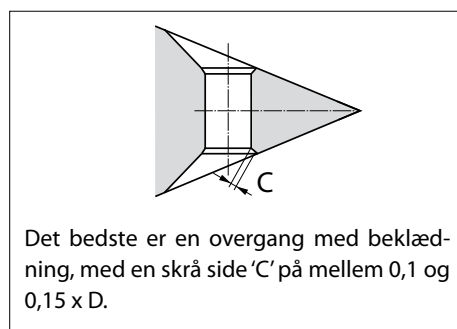 C
Det bedste er en overgang med beklæd-
ning, med en skrå side ‘C’ på mellem 0,1 og
0,15 x D.